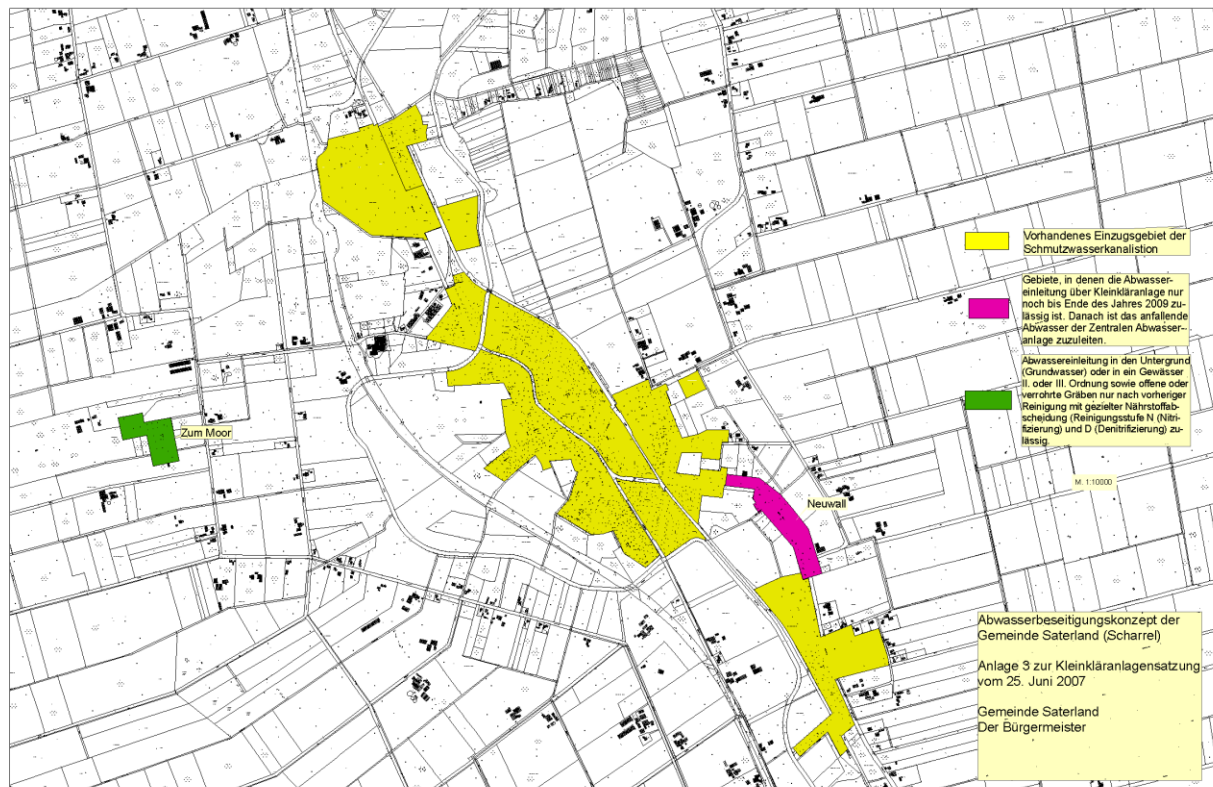 Vorhandenes Einzugsgebiet der
Schmutzwasserkanalistion
Gebiete, in denen die Abwasser-
einleitung über Kleinkläranlage nur
noch bis Ende des Jahres 2009 zu-
lässig ist. Danach ist das anfallende
Abwasser der Zentralen Abwasser-
anlage zuzuleiten.
Abwassereinleitung in den Untergrund
(Grundwasser) oder in ein Gewässer
II. oder III. Ordnung sowie offene oder
verrohrte Gräben nur nach vorheriger
Reinigung mit gezielter Nährstoffab-
scheidung (Reinigungsstufe N (Nitri-
fizierung) und D (Denitrifizierung) zu-
lässig.
Zum Moor
M. 1:10000
Neuwall
Abwasserbeseitigungskonzept der
Gemeinde Saterland (Scharrel)
Anlage 3 zur Kleinkläranlagensatzung
vom 25. Juni 2007
Gemeinde Saterland
Der Bürgermeister